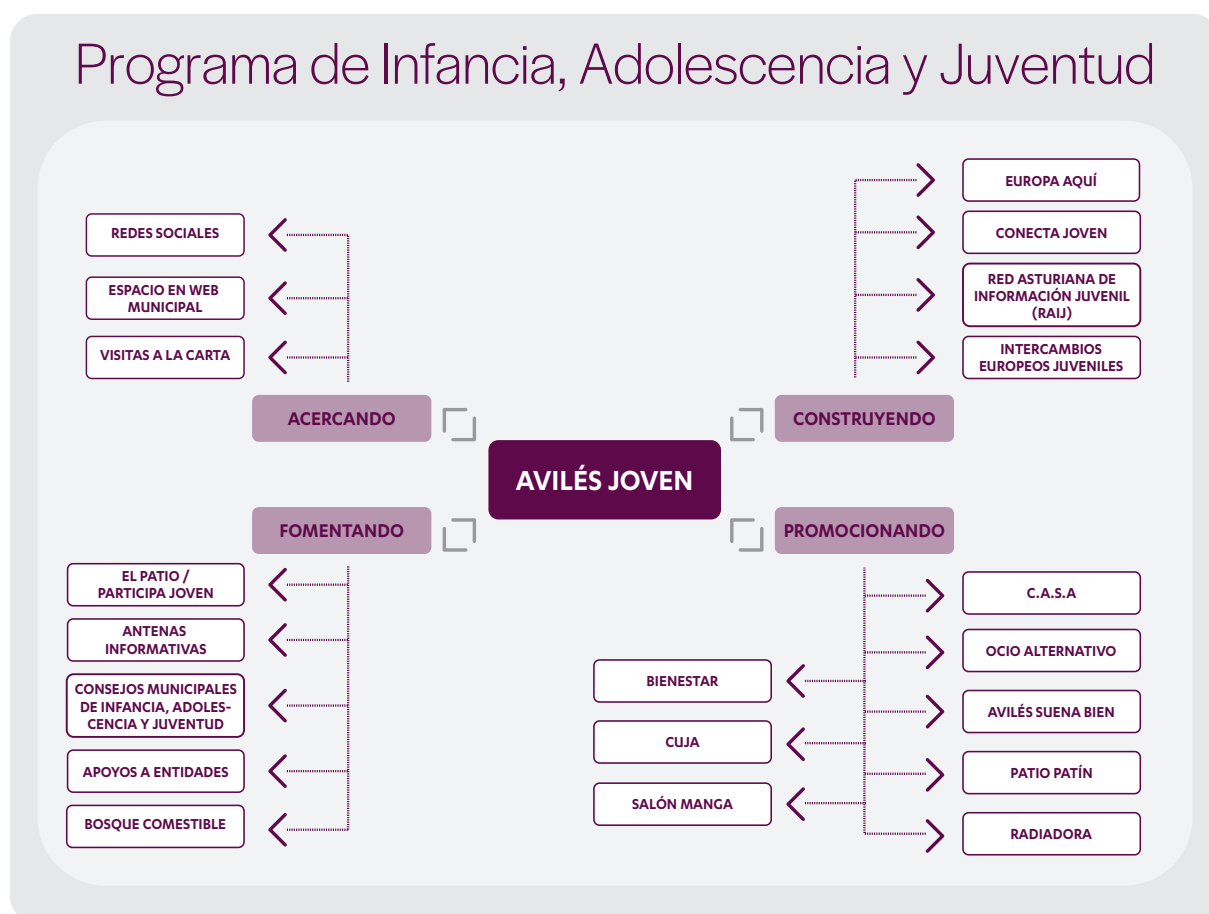 Programa de Infancia, Adolescencia y Juventud
REDES SOCIALES
ESPACIO EN WEB
MUNICIPAL
VISITAS A LA CARTA
ACERCANDO
EUROPA AQUÍ
CONECTA JOVEN
RED ASTURIANA DE
INFORMACIÓN JUVENIL
(RAIJ)
INTERCAMBIOS
EUROPEOS JUVENILES
CONSTRUYENDO
AVILÉS JOVEN
FOMENTANDO
EL PATIO /
PARTICIPA JOVEN
ANTENAS
INFORMATIVAS
CONSEJOS MUNICIPALES
DE INFANCIA, ADOLES-
CENCIA Y JUVENTUD
APOYOS A ENTIDADES
BOSQUE COMESTIBLE
PROMOCIONANDO
BIENESTAR
CUJA
SALÓN MANGA
C.A.S.A
OCIO ALTERNATIVO
AVILÉS SUENA BIEN
PATIO PATÍN
RADIADORA